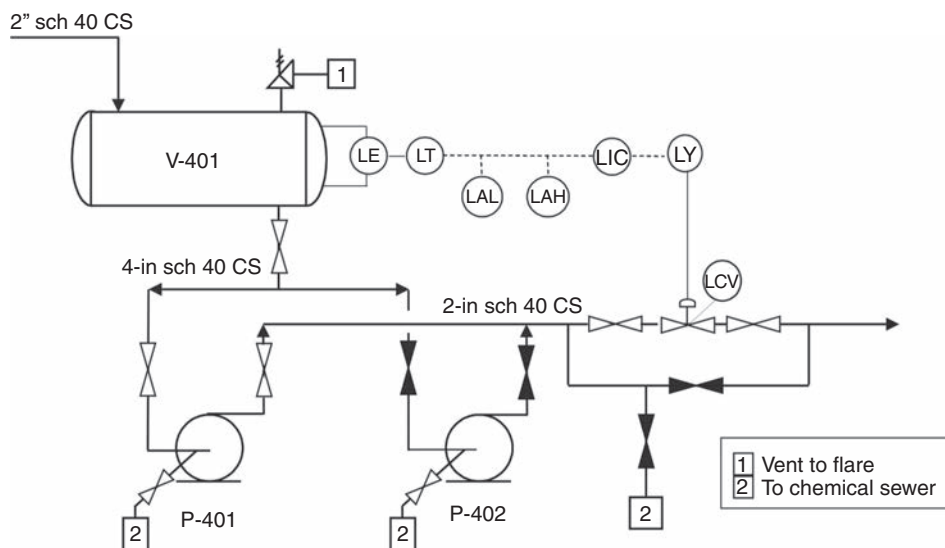 2” sch 40 CS
1
V-401
LE
LT
LIC
LY
LAL
LAH
4-in sch 40 CS
2-in sch 40 CS
LCV
P-401
P-402
2
2
2
1 Vent to flare
2 To chemical sewer